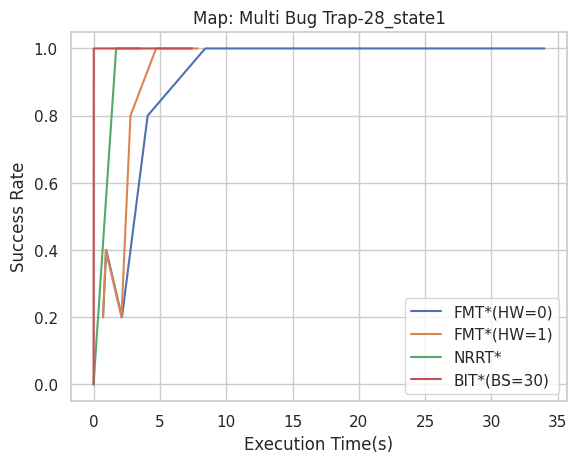 Map: Multi Bug Trap-28_state1
Success Rate
1.0
0.8
0.6
0.4
0.2
0.0
0 5 10 15 20 25 30 35
Execution Time(s)
FMT*(HW=0)
FMT*(HW=1)
NRRT*
BIT*(BS=30)